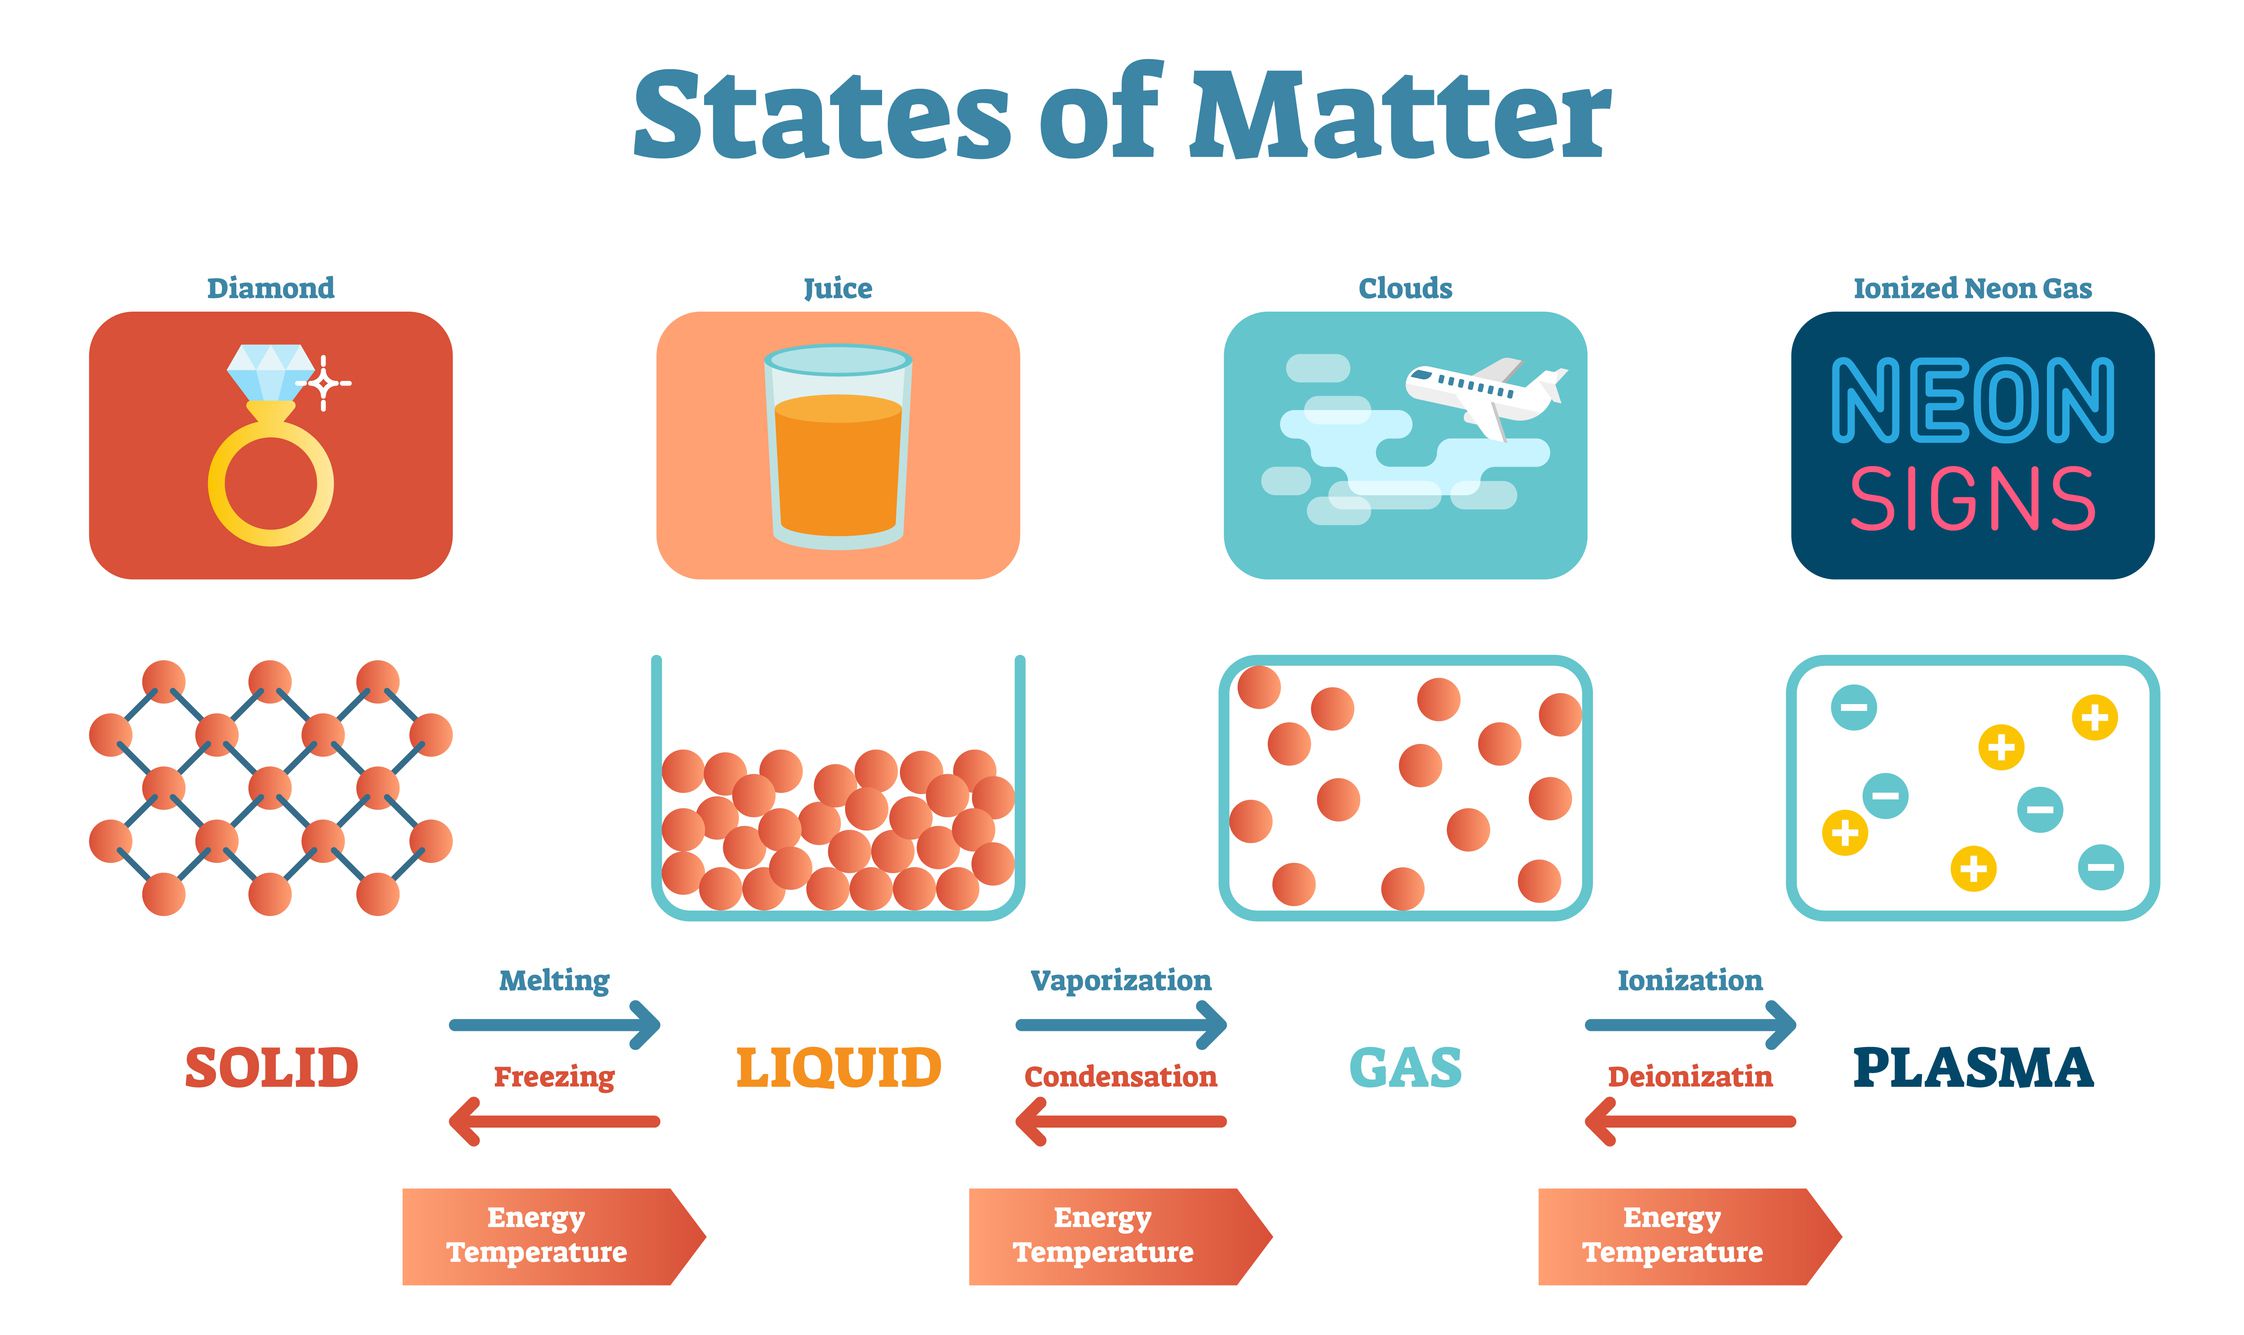 States of Matter
Diamond
Juice
Clouds
Ionized Neon Gas
NEON
SIGNS
Melting
Vaporization
Ionization
SOLID
LIQUID
GAS
PLASMA
Freezing
Condensation
Deionizatin
Energy
Temperature
Energy
Temperature
Energy
Temperature